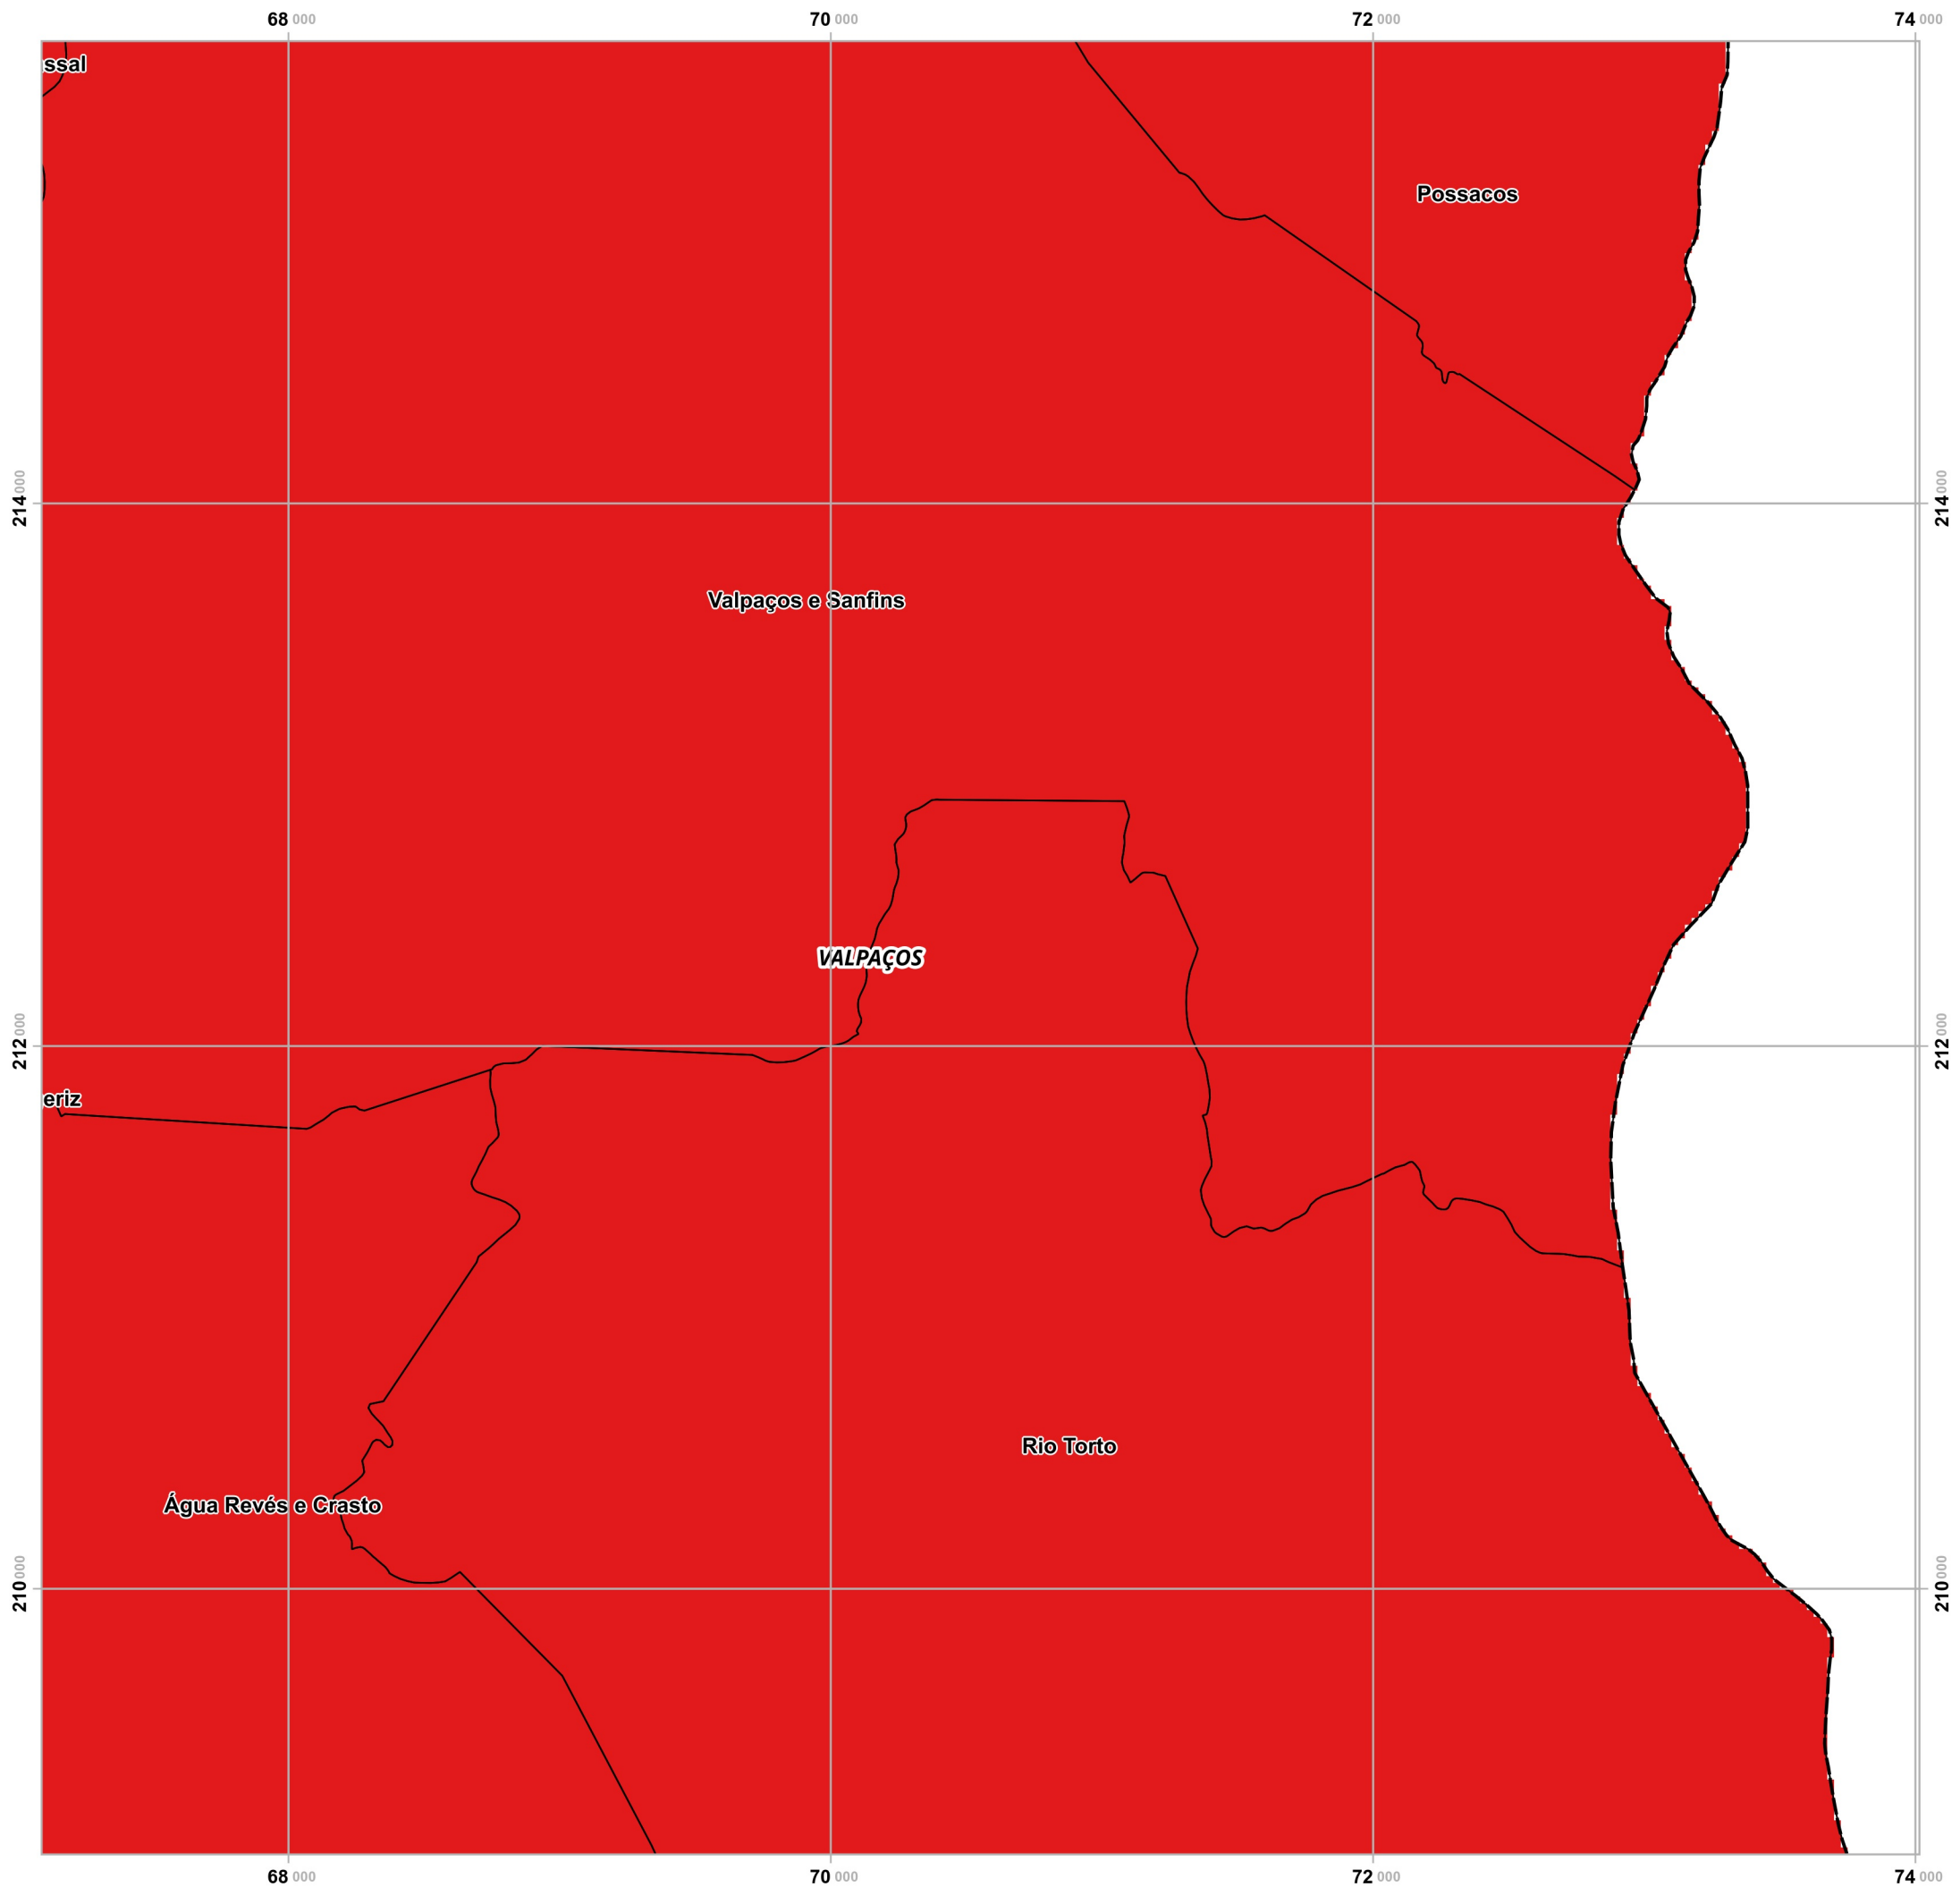 68 000 70 000 72 000 74 000
ssal
Possacos
214 000 214 000
Valpaços e Sanfins
VALPAÇOS
212 000 212 000
eriz
Rio Torto
Água Revés e Crasto
210 000 210 000
68 000 70 000 72 000 74 000